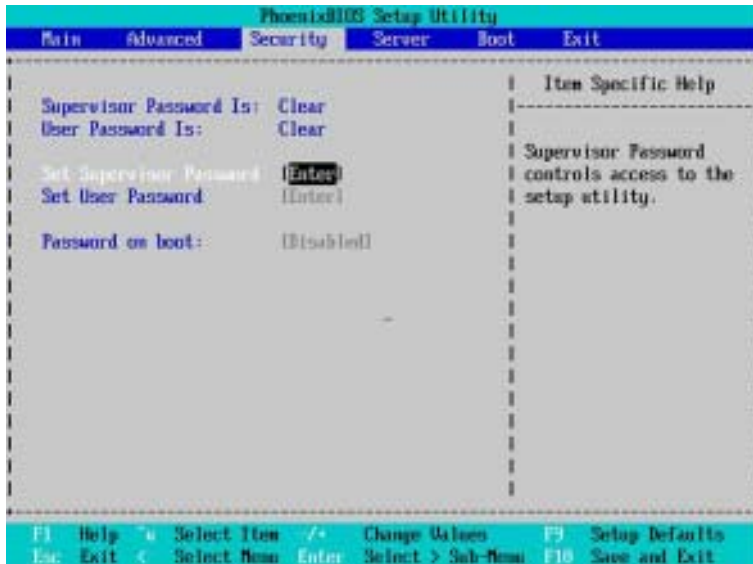 PhoenixBIOS Setup Utility
Main Advanced Security Server Boot Exit
Item Specific Help
Supervisor Password Is: Clear
User Password Is: Clear
Supervisor Password
controls access to the
setup utility.
Set Supervisor Password [Enter]
Set User Password [Enter]
Password on boot: [Disabled]
F1 Help Select Item -/+ Change Values F9 Setup Defaults
Esc Exit < Select Menu Enter Select > Sub-Menu F10 Save and Exit